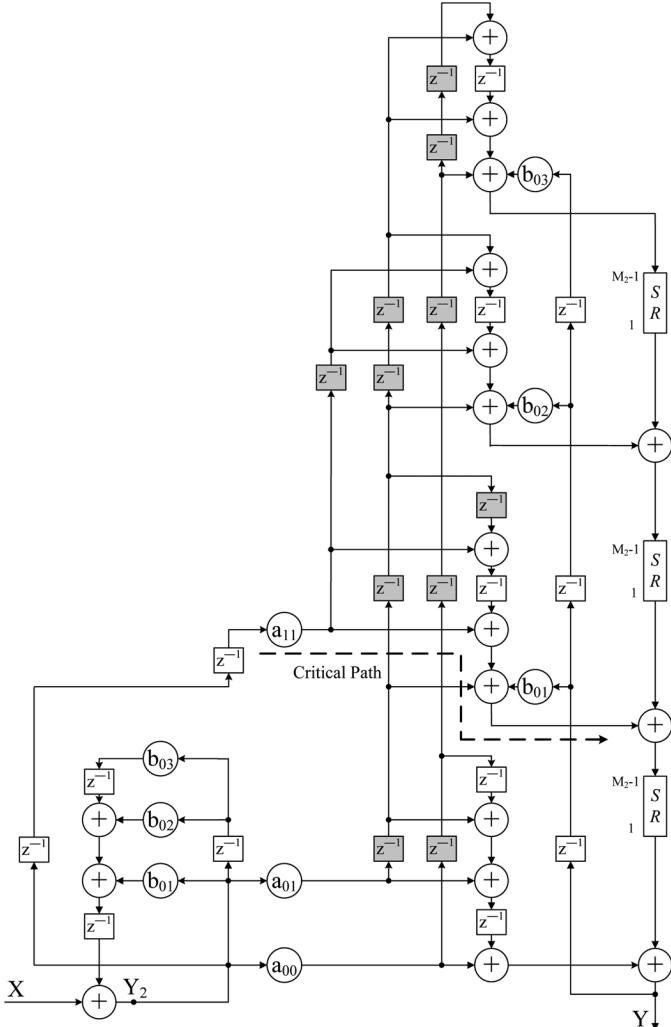 z⁻¹
z⁻¹
z⁻¹
b₀₃
M₂-1
S
R
1
z⁻¹
z⁻¹
z⁻¹
z⁻¹
z⁻¹
z⁻¹
b₀₂
z⁻¹
M₂-1
S
R
1
z⁻¹
z⁻¹
z⁻¹
z⁻¹
a₁₁
z⁻¹
Critical Path
b₀₁
b₀₃
z⁻¹
z⁻¹
M₂-1
S
R
1
b₀₂
z⁻¹
z⁻¹
z⁻¹
z⁻¹
z⁻¹
b₀₁
a₀₁
z⁻¹
z⁻¹
a₀₀
X
Y₂
Y